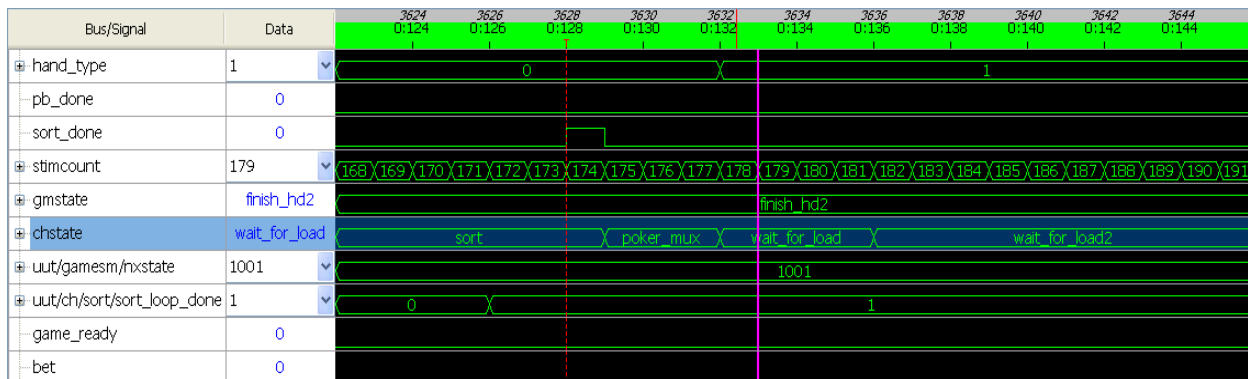 3624 3626 3628 3630 3632 3634 3636 3638 3640 3642 3644
Bus/Signal Data 0:124 0:126 0:128 0:130 0:132 0:134 0:136 0:138 0:140 0:142 0:144
hand_type 1 0 1
pb_done 0
sort_done 0
stimcount 179 168 169 170 171 172 173 174 175 176 177 178 179 180 181 182 183 184 185 186 187 188 189 190 191
gmstate finish_hd2 finish_hd2
chstate wait_for_load sort poker_mux wait_for_load wait_for_load2
uut/gamesm/nxstate 1001 1001
uut/ch/sort/sort_loop_done 1 0 1
game_ready 0
bet 0